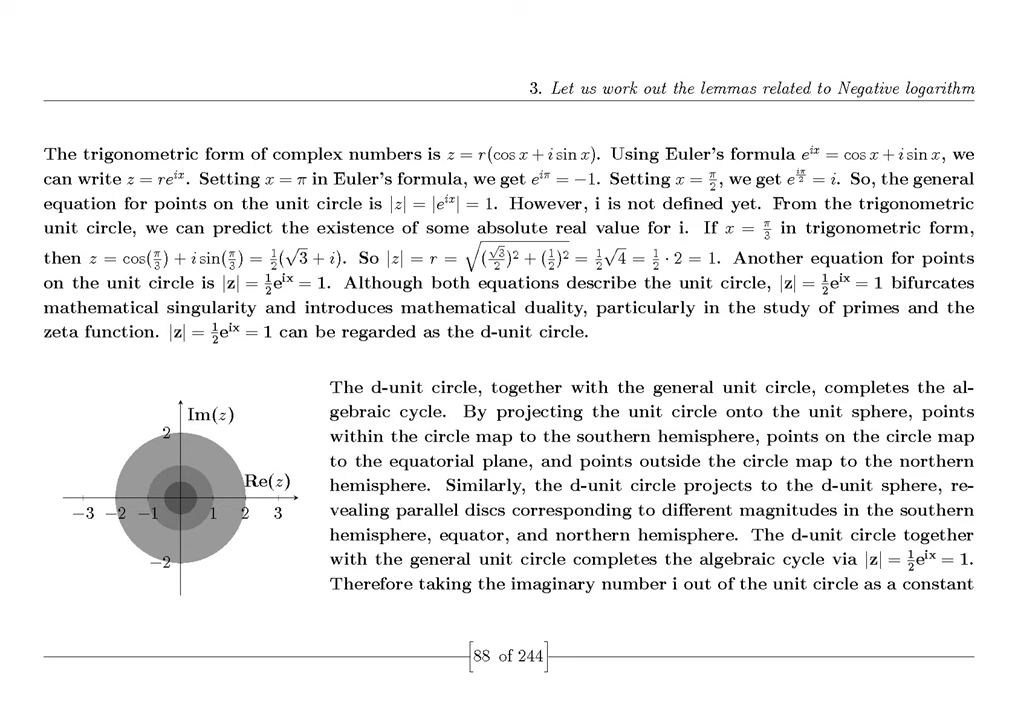 3. Let us work out the lemmas related to Negative logarithm
The trigonometric form of complex numbers is z = r(cos x + i sin x). Using Euler's formula e^{ix} = cos x + i sin x, we
can write z = re^{ix}. Setting x = π in Euler's formula, we get e^{iπ} = −1. Setting x = π/2, we get e^{iπ/2} = i. So, the general
equation for points on the unit circle is |z| = |e^{ix}| = 1. However, i is not defined yet. From the trigonometric
unit circle, we can predict the existence of some absolute real value for i. If x = π/3 in trigonometric form,
then z = cos(π/3) + i sin(π/3) = 1/2(√3 + i). So |z| = r = √((√3/2)² + (1/2)²) = 1/2√4 = 1/2 · 2 = 1. Another equation for points
on the unit circle is |z| = 1/2e^{ix} = 1. Although both equations describe the unit circle, |z| = 1/2e^{ix} = 1 bifurcates
mathematical singularity and introduces mathematical duality, particularly in the study of primes and the
zeta function. |z| = 1/2e^{ix} = 1 can be regarded as the d-unit circle.
Im(z)
2
Re(z)
−3 −2 −1 1 2 3
−2
The d-unit circle, together with the general unit circle, completes the al-
gebraic cycle. By projecting the unit circle onto the unit sphere, points
within the circle map to the southern hemisphere, points on the circle map
to the equatorial plane, and points outside the circle map to the northern
hemisphere. Similarly, the d-unit circle projects to the d-unit sphere, re-
vealing parallel discs corresponding to different magnitudes in the southern
hemisphere, equator, and northern hemisphere. The d-unit circle together
with the general unit circle completes the algebraic cycle via |z| = 1/2e^{ix} = 1.
Therefore taking the imaginary number i out of the unit circle as a constant
88 of 244